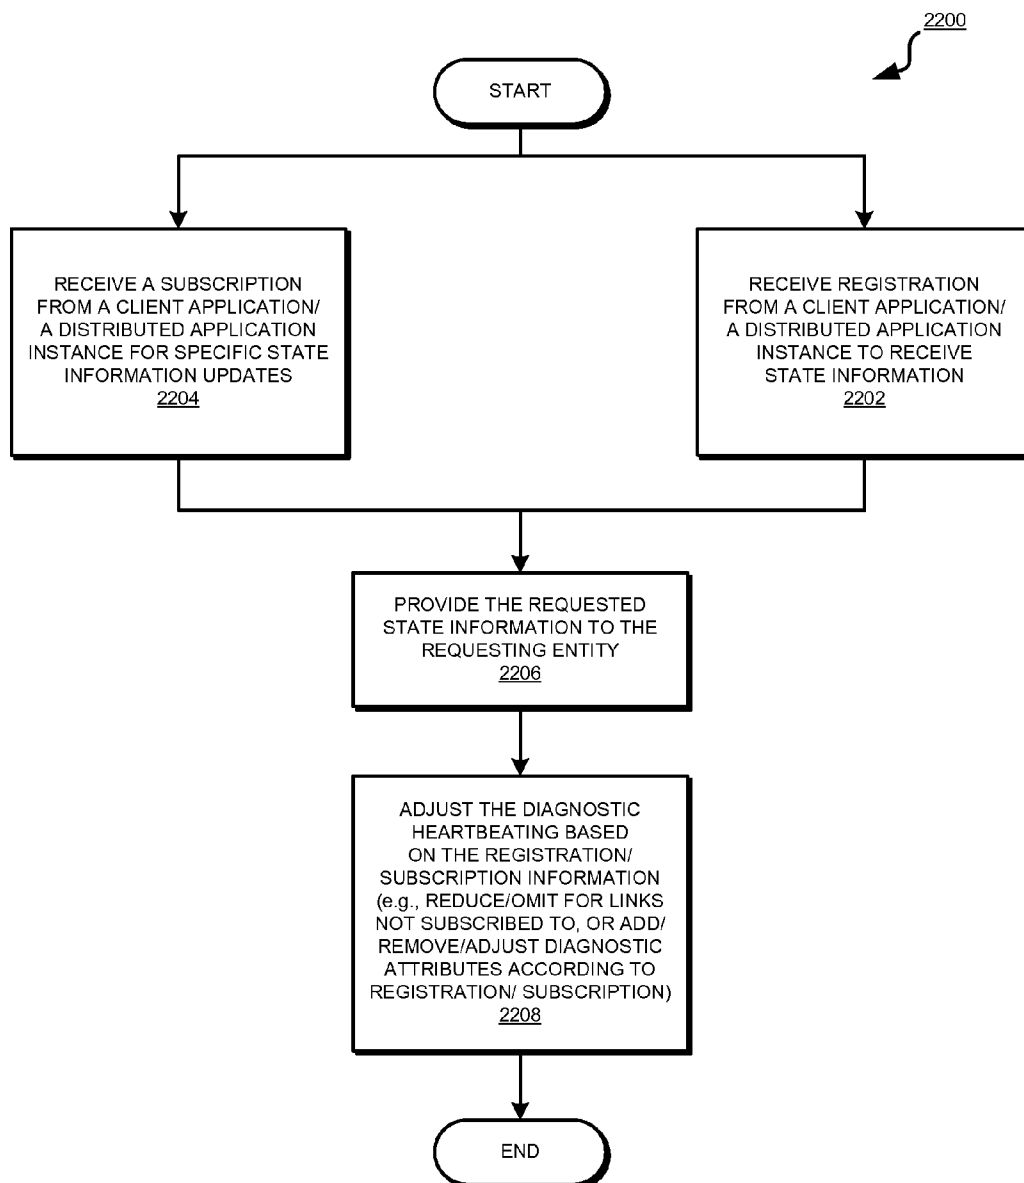 2200
START
RECEIVE A SUBSCRIPTION
FROM A CLIENT APPLICATION/
A DISTRIBUTED APPLICATION
INSTANCE FOR SPECIFIC STATE
INFORMATION UPDATES
2204
RECEIVE REGISTRATION
FROM A CLIENT APPLICATION/
A DISTRIBUTED APPLICATION
INSTANCE TO RECEIVE
STATE INFORMATION
2202
PROVIDE THE REQUESTED
STATE INFORMATION TO THE
REQUESTING ENTITY
2206
ADJUST THE DIAGNOSTIC
HEARTBEATING BASED
ON THE REGISTRATION/
SUBSCRIPTION INFORMATION
(e.g., REDUCE/OMIT FOR LINKS
NOT SUBSCRIBED TO, OR ADD/
REMOVE/ADJUST DIAGNOSTIC
ATTRIBUTES ACCORDING TO
REGISTRATION/ SUBSCRIPTION)
2208
END